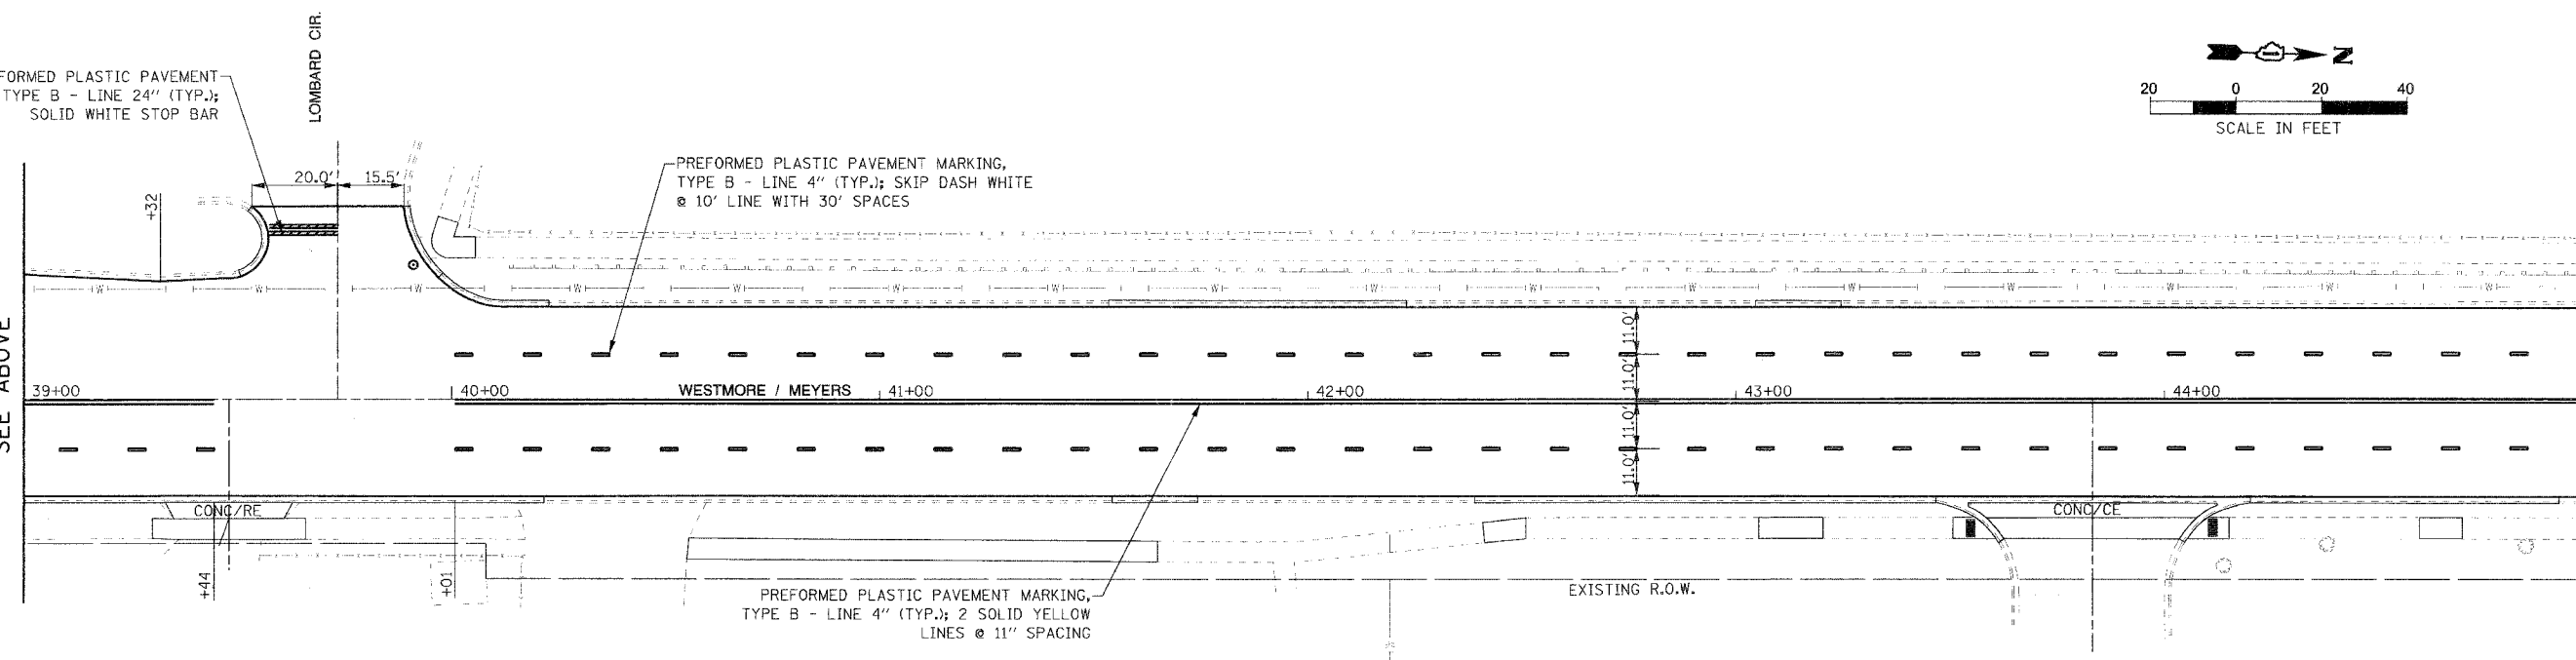 LOMBARD CIR.
FORMED PLASTIC PAVEMENT
TYPE B - LINE 24" (TYP.);
SOLID WHITE STOP BAR
N
20 0 20 40
SCALE IN FEET
20.0' 15.5'
PREFORMED PLASTIC PAVEMENT MARKING,
TYPE B - LINE 4" (TYP.); SKIP DASH WHITE
@ 10' LINE WITH 30' SPACES
+32
W W W W W W W W W W W W W W W W
SEE ABOVE
11.0'
11.0'
39+00 40+00 WESTMORE / MEYERS 41+00 42+00 43+00 44+00
11.0'
11.0'
CONC/RE CONC/CE
+44 +01
EXISTING R.O.W.
PREFORMED PLASTIC PAVEMENT MARKING,
TYPE B - LINE 4" (TYP.); 2 SOLID YELLOW
LINES @ 11" SPACING